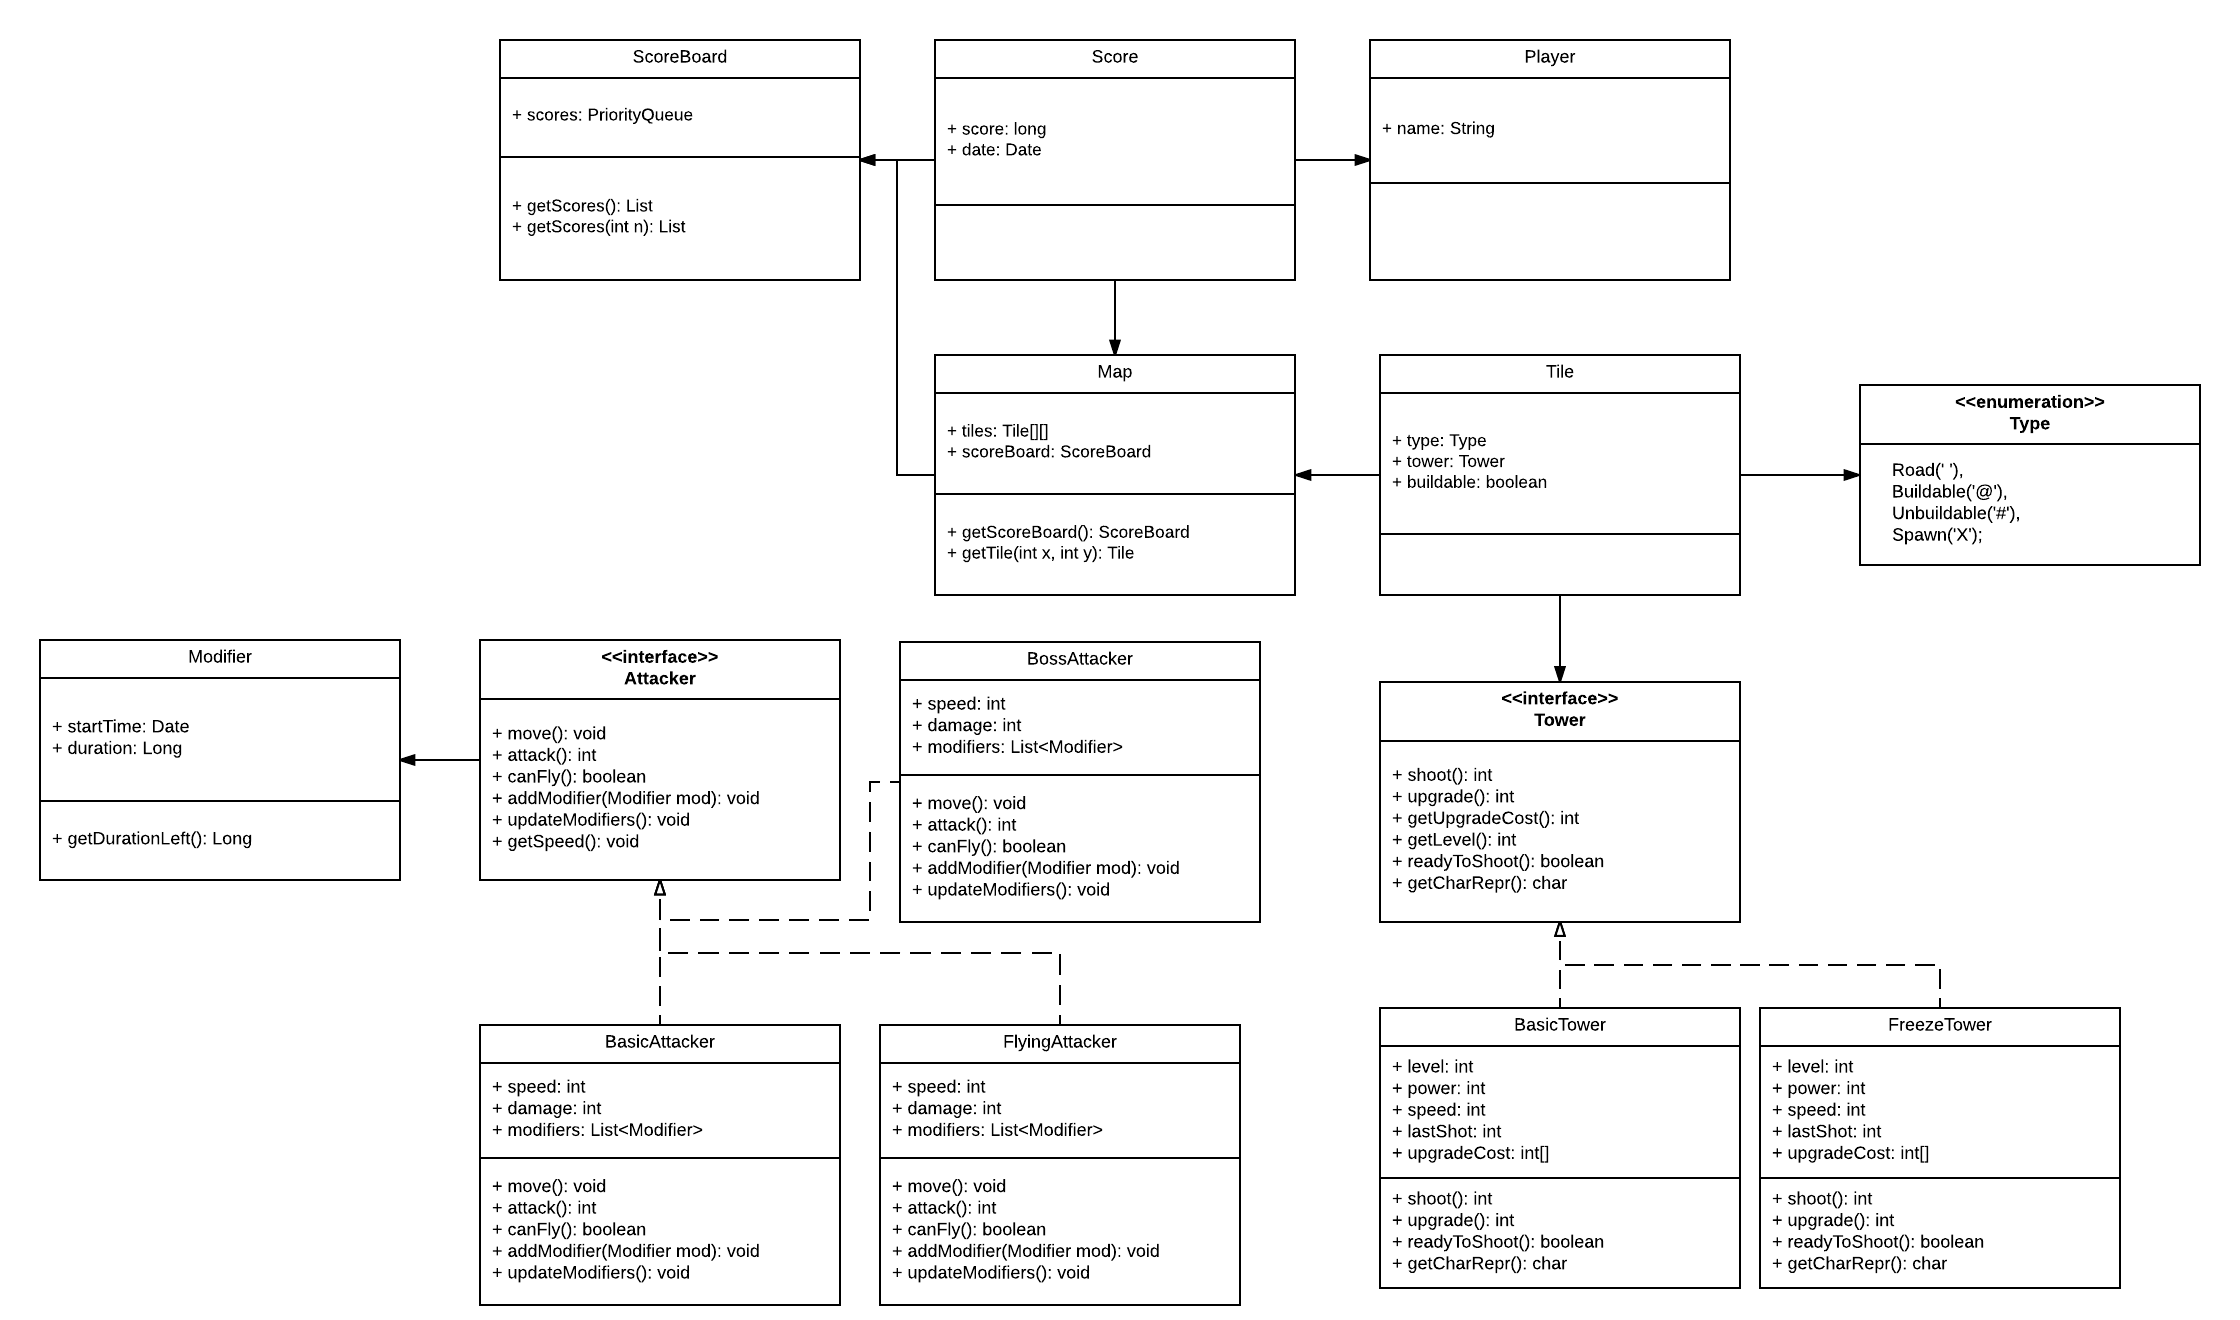 ScoreBoard
+ scores: PriorityQueue
+ getScores(): List
+ getScores(int n): List
Score
+ score: long
+ date: Date
Player
+ name: String
Map
+ tiles: Tile[][]
+ scoreBoard: ScoreBoard
+ getScoreBoard(): ScoreBoard
+ getTile(int x, int y): Tile
Tile
+ type: Type
+ tower: Tower
+ buildable: boolean
<<enumeration>>
Type
Road(' '),
Buildable('@'),
Unbuildable('#'),
Spawn('X');
Modifier
+ startTime: Date
+ duration: Long
+ getDurationLeft(): Long
<<interface>>
Attacker
+ move(): void
+ attack(): int
+ canFly(): boolean
+ addModifier(Modifier mod): void
+ updateModifiers(): void
+ getSpeed(): void
BossAttacker
+ speed: int
+ damage: int
+ modifiers: List<Modifier>
+ move(): void
+ attack(): int
+ canFly(): boolean
+ addModifier(Modifier mod): void
+ updateModifiers(): void
<<interface>>
Tower
+ shoot(): int
+ upgrade(): int
+ getUpgradeCost(): int
+ getLevel(): int
+ readyToShoot(): boolean
+ getCharRepr(): char
BasicAttacker
+ speed: int
+ damage: int
+ modifiers: List<Modifier>
+ move(): void
+ attack(): int
+ canFly(): boolean
+ addModifier(Modifier mod): void
+ updateModifiers(): void
FlyingAttacker
+ speed: int
+ damage: int
+ modifiers: List<Modifier>
+ move(): void
+ attack(): int
+ canFly(): boolean
+ addModifier(Modifier mod): void
+ updateModifiers(): void
BasicTower
+ level: int
+ power: int
+ speed: int
+ lastShot: int
+ upgradeCost: int[]
+ shoot(): int
+ upgrade(): int
+ readyToShoot(): boolean
+ getCharRepr(): char
FreezeTower
+ level: int
+ power: int
+ speed: int
+ lastShot: int
+ upgradeCost: int[]
+ shoot(): int
+ upgrade(): int
+ readyToShoot(): boolean
+ getCharRepr(): char